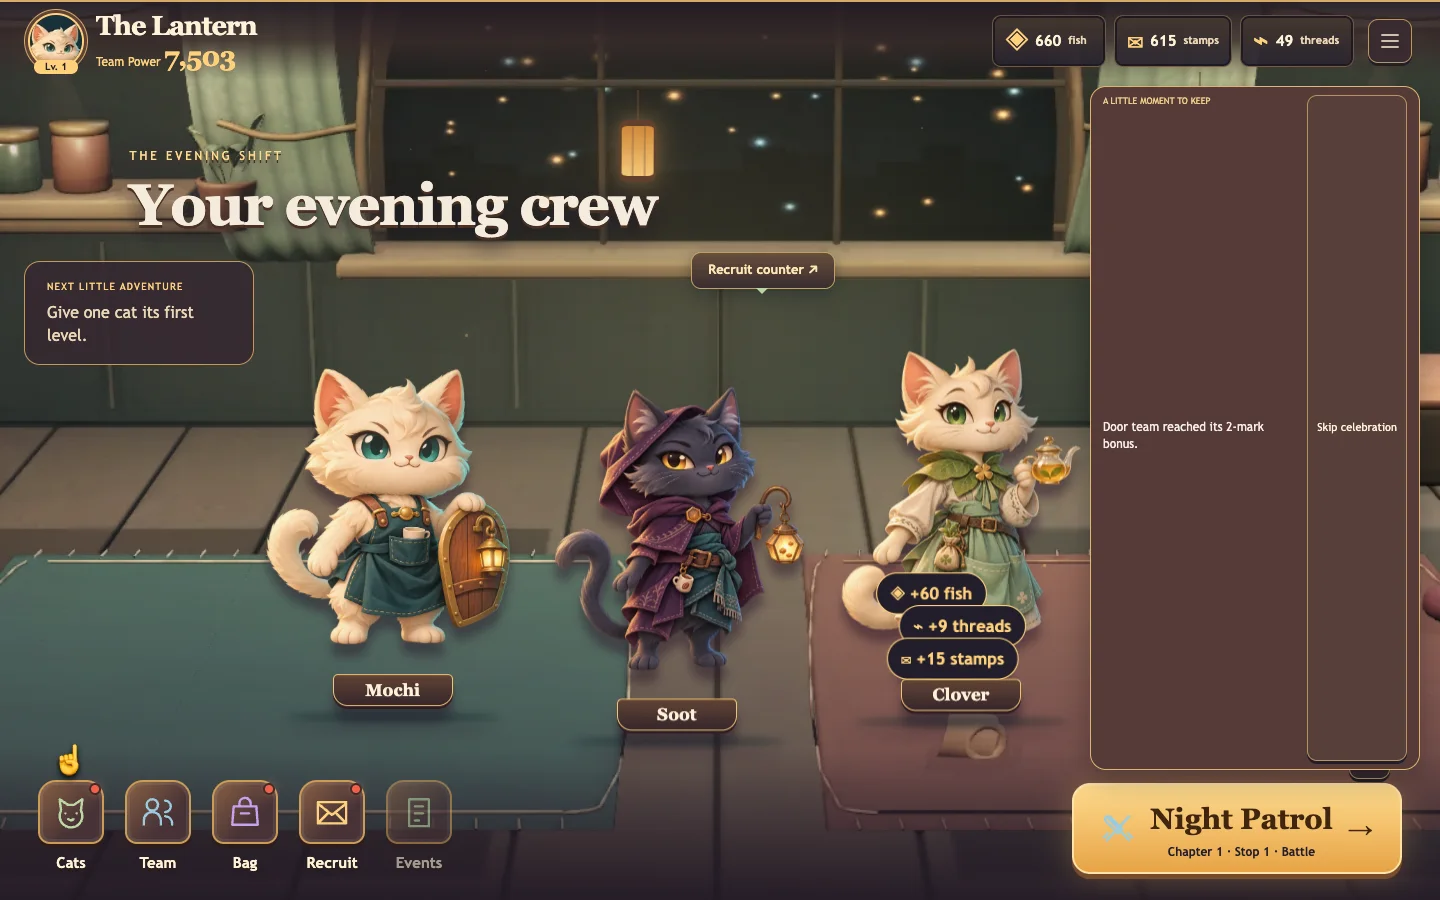 The Lantern
Team Power 7,503
Lv. 1
660 fish
615 stamps
49 threads
THE EVENING SHIFT
Your evening crew
NEXT LITTLE ADVENTURE
Give one cat its first
level.
Recruit counter ↗
A LITTLE MOMENT TO KEEP
Door team reached its 2-mark
bonus.
Skip celebration
+60 fish
+9 threads
+15 stamps
Mochi
Soot
Clover
Cats
Team
Bag
Recruit
Events
Night Patrol →
Chapter 1 · Stop 1 · Battle